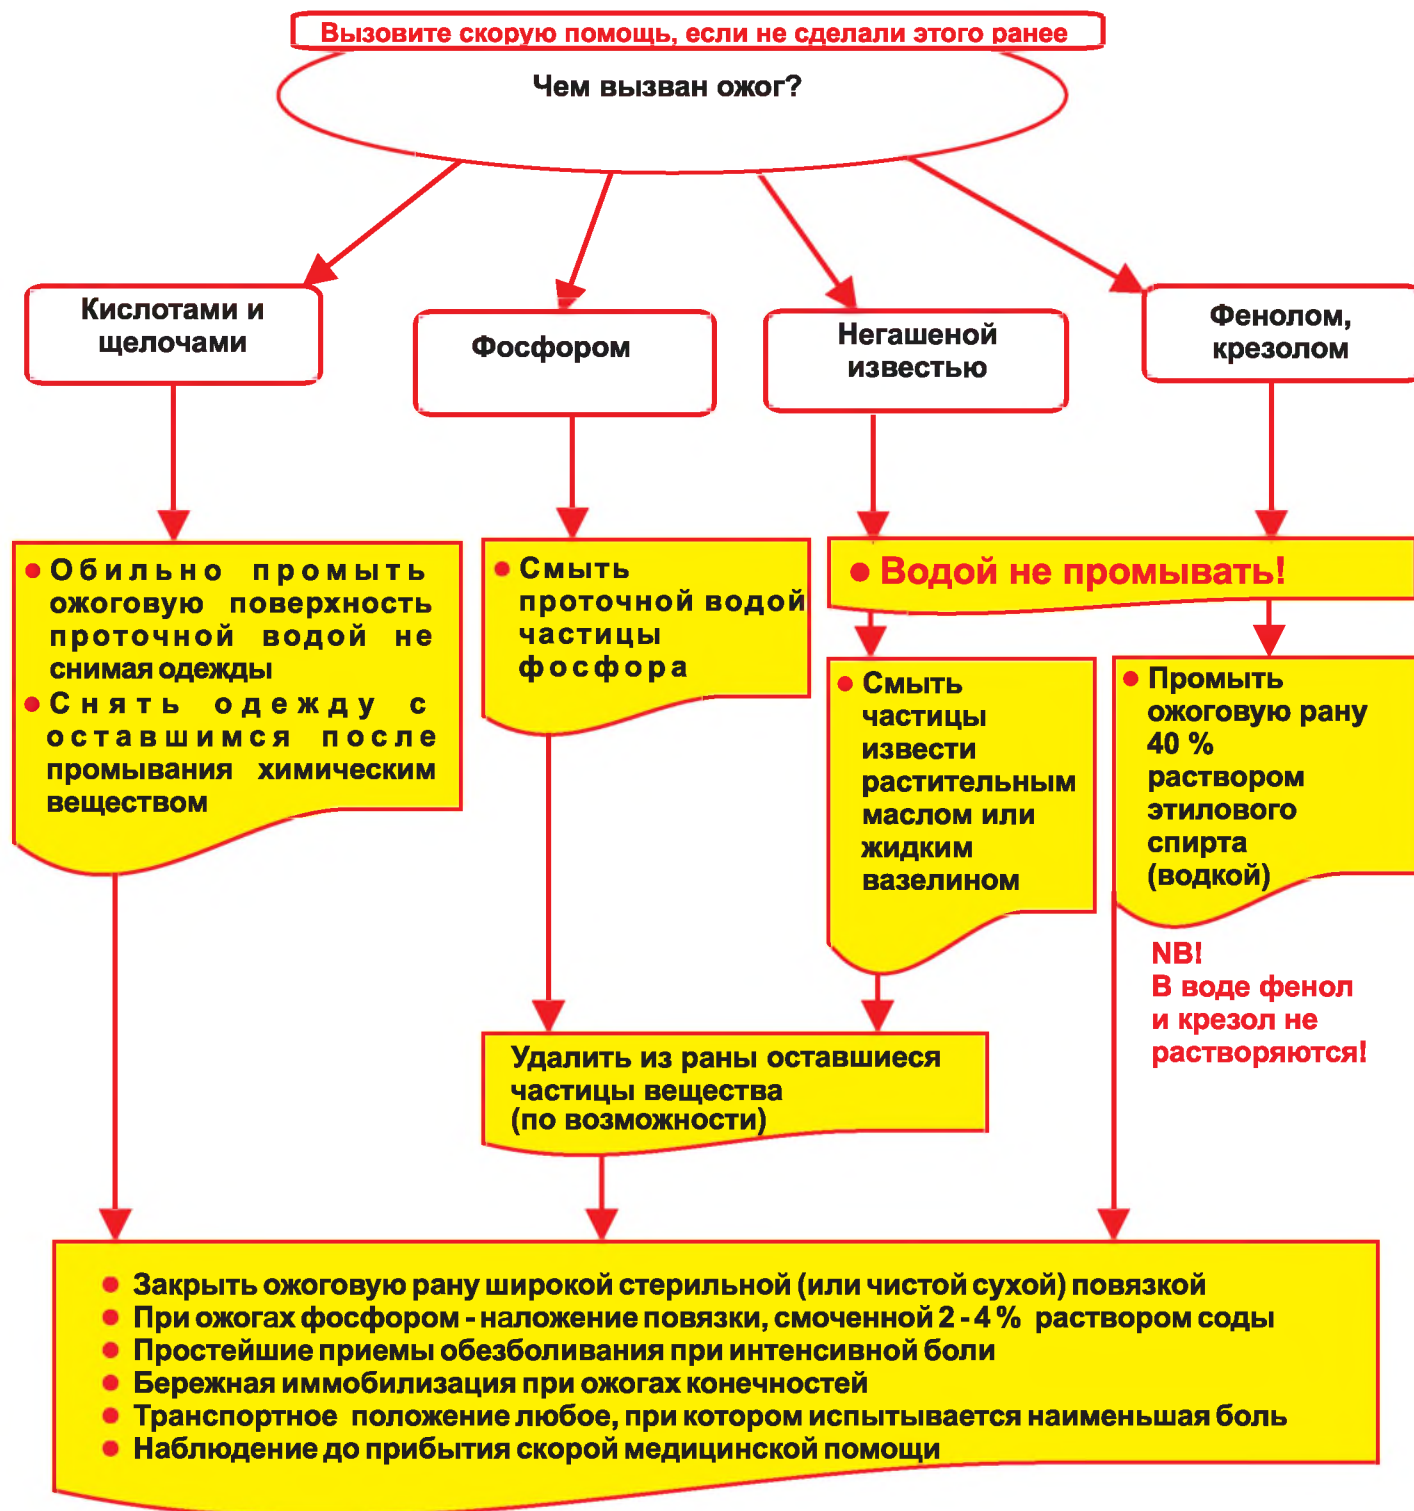 Вызовите скорую помощь, если не сделали этого ранее
Чем вызван ожог?
Кислотами и
щелочами
Фосфором
Негашеной
известью
Фенолом,
крезолом
• Обильно промыть
ожоговую поверхность
проточной водой не
снимая одежды
• Снять одежду с
оставшимся после
промывания химическим
веществом
• Смыть
проточной водой
частицы
фосфора
• Водой не промывать!
• Смыть
частицы
извести
растительным
маслом или
жидким
вазелином
• Промыть
ожоговую рану
40 %
раствором
этилового
спирта
(водкой)
NB!
В воде фенол
и крезол не
растворяются!
Удалить из раны оставшиеся
частицы вещества
(по возможности)
• Закрыть ожоговую рану широкой стерильной (или чистой сухой) повязкой
• При ожогах фосфором - наложение повязки, смоченной 2 - 4 % раствором соды
• Простейшие приемы обезболивания при интенсивной боли
• Бережная иммобилизация при ожогах конечностей
• Транспортное положение любое, при котором испытывается наименьшая боль
• Наблюдение до прибытия скорой медицинской помощи